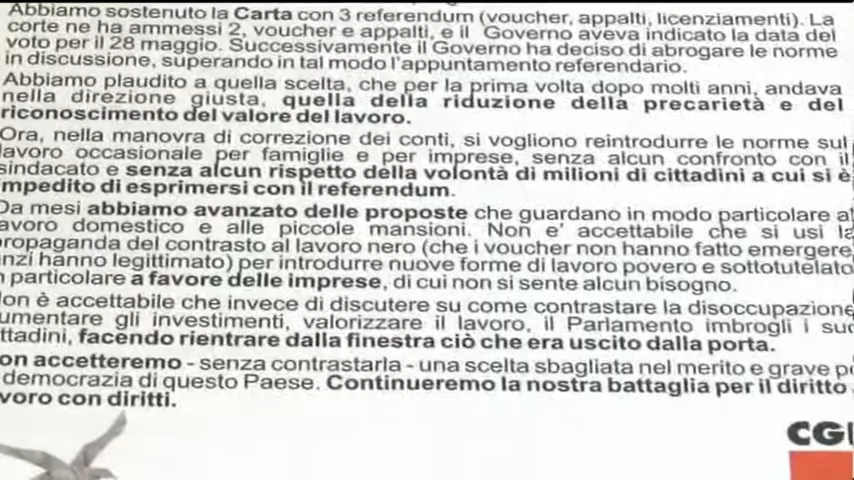 Abbiamo sostenuto la Carta con 3 referendum (voucher, appalti, licenziamenti). La
corte ne ha ammessi 2, voucher e appalti, e il Governo aveva indicato la data del
voto per il 28 maggio. Successivamente il Governo ha deciso di abrogare le norme
in discussione, superando in tal modo l'appuntamento referendario.
Abbiamo plaudito a quella scelta, che per la prima volta dopo molti anni, andava
nella direzione giusta, quella della riduzione della precarietà e del
riconoscimento del valore del lavoro.
Ora, nella manovra di correzione dei conti, si vogliono reintrodurre le norme sul
lavoro occasionale per famiglie e per imprese, senza alcun confronto con il
sindacato e senza alcun rispetto della volontà di milioni di cittadini a cui si è
impedito di esprimersi con il referendum.
Da mesi abbiamo avanzato delle proposte che guardano in modo particolare al
avoro domestico e alle piccole mansioni. Non e' accettabile che si usi la
propaganda del contrasto al lavoro nero (che i voucher non hanno fatto emergere
nzi hanno legittimato) per introdurre nuove forme di lavoro povero e sottotutelato
n particolare a favore delle imprese, di cui non si sente alcun bisogno.
on è accettabile che invece di discutere su come contrastare la disoccupazione
umentare gli investimenti, valorizzare il lavoro, il Parlamento imbrogli i suo
ttadini, facendo rientrare dalla finestra ciò che era uscito dalla porta.
on accetteremo - senza contrastarla - una scelta sbagliata nel merito e grave pe
democrazia di questo Paese. Continueremo la nostra battaglia per il diritto
voro con diritti.
CGI